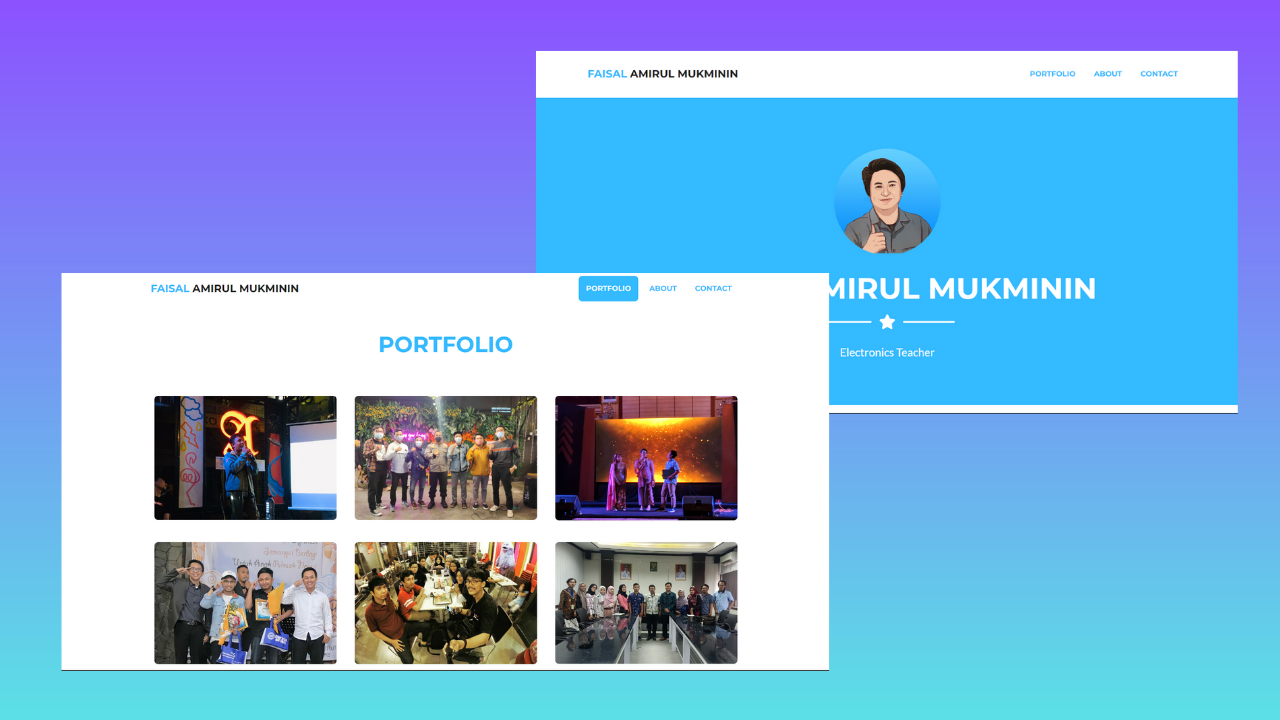 FAISAL AMIRUL MUKMININ
PORTFOLIO ABOUT CONTACT
MIRUL MUKMININ
Electronics Teacher
FAISAL AMIRUL MUKMININ
PORTFOLIO ABOUT CONTACT
PORTFOLIO